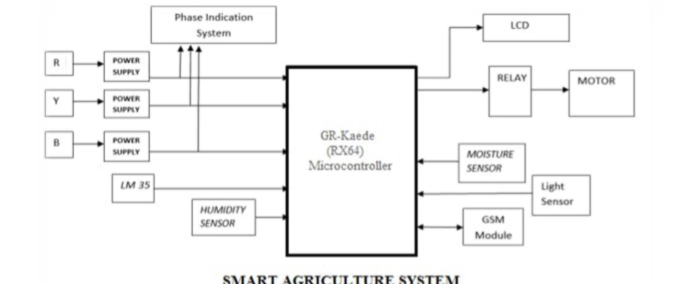 Phase Indication
System
LCD
R
POWER
SUPPLY
RELAY
MOTOR
Y
POWER
SUPPLY
GR-Kaede
(RX64)
Microcontroller
B
POWER
SUPPLY
MOISTURE
SENSOR
LM 35
Light
Sensor
HUMIDITY
SENSOR
GSM
Module
SMART AGRICULTURE SYSTEM